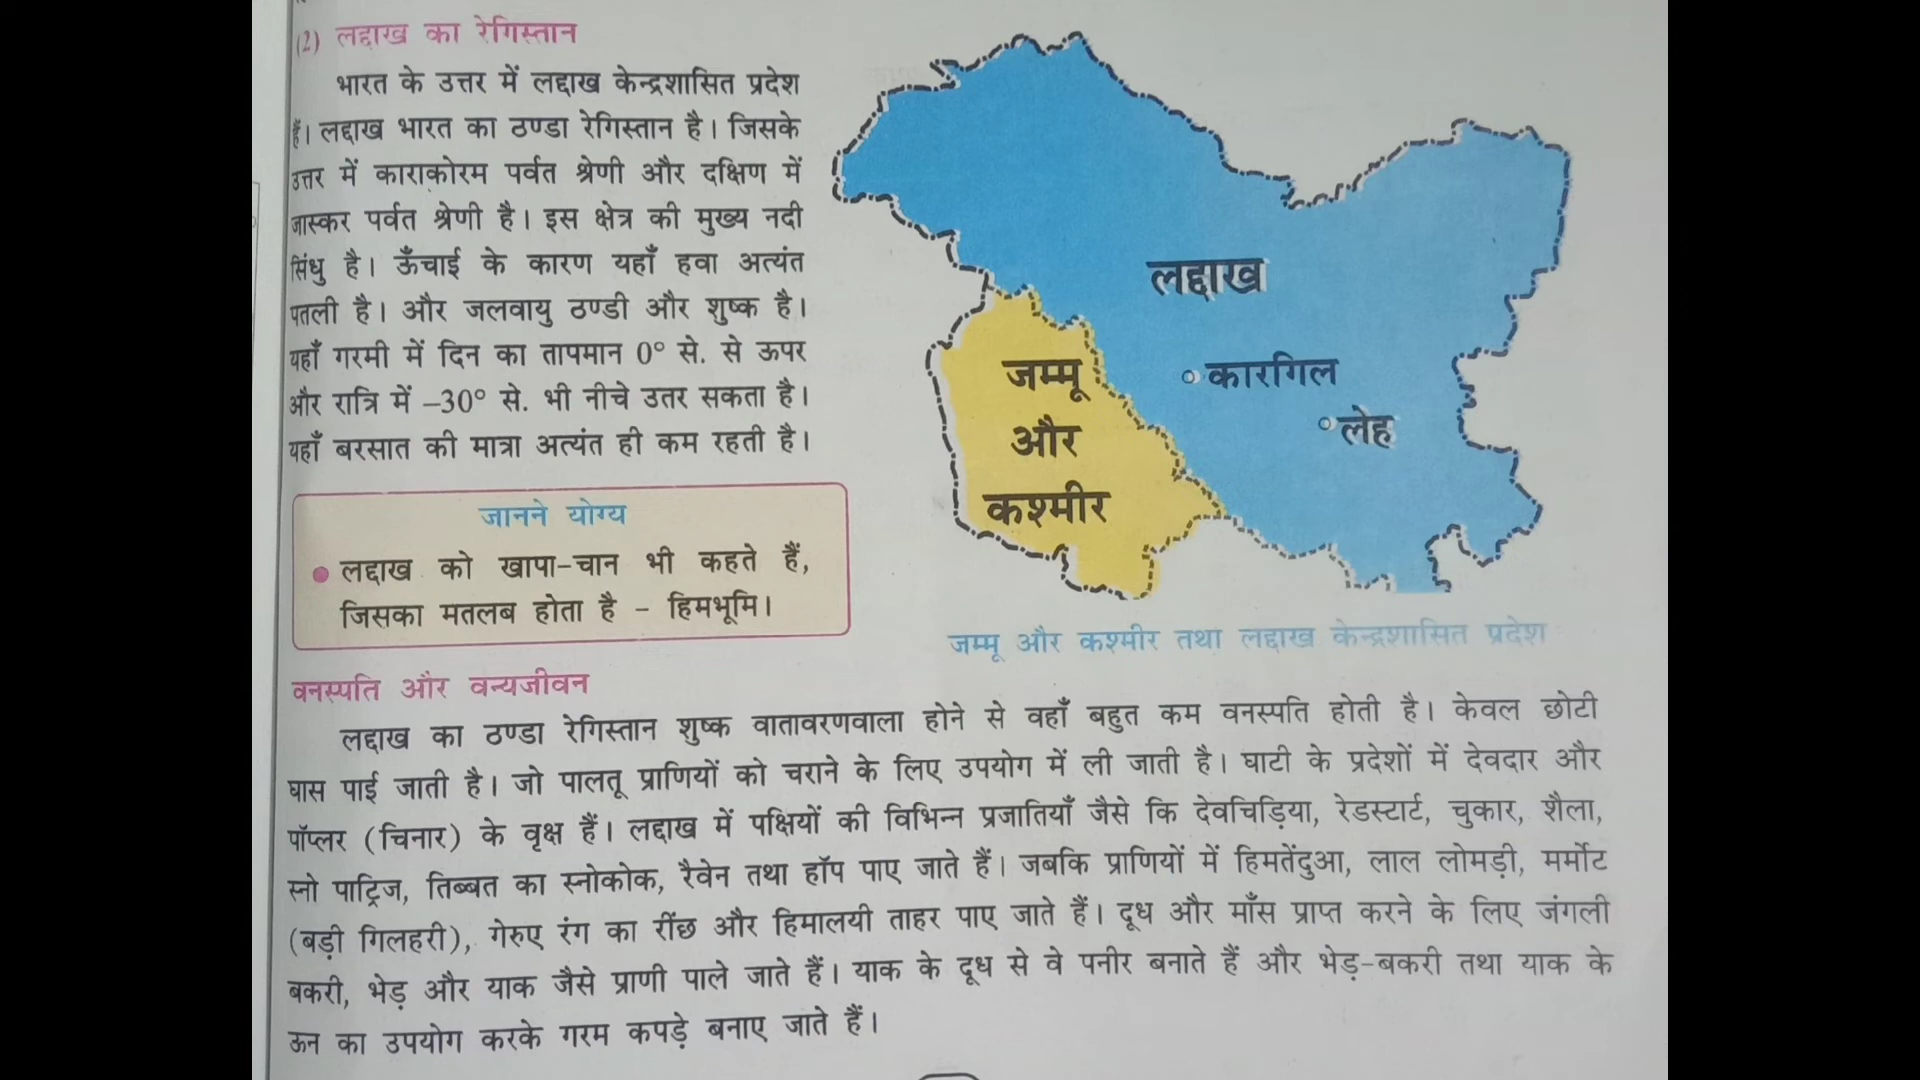 (2) लद्दाख का रेगिस्तान
भारत के उत्तर में लद्दाख केन्द्रशासित प्रदेश
हैं। लद्दाख भारत का ठण्डा रेगिस्तान है। जिसके
उत्तर में काराकोरम पर्वत श्रेणी और दक्षिण में
जास्कर पर्वत श्रेणी है। इस क्षेत्र की मुख्य नदी
सिंधु है। ऊँचाई के कारण यहाँ हवा अत्यंत
पतली है। और जलवायु ठण्डी और शुष्क है।
यहाँ गरमी में दिन का तापमान 0° से. से ऊपर
और रात्रि में –30° से. भी नीचे उतर सकता है।
यहाँ बरसात की मात्रा अत्यंत ही कम रहती है।
जानने योग्य
● लद्दाख को खापा-चान भी कहते हैं,
जिसका मतलब होता है – हिमभूमि।
लद्दाख
कारगिल
लेह
जम्मू
और
कश्मीर
जम्मू और कश्मीर तथा लद्दाख केन्द्रशासित प्रदेश
वनस्पति और वन्यजीवन
लद्दाख का ठण्डा रेगिस्तान शुष्क वातावरणवाला होने से वहाँ बहुत कम वनस्पति होती है। केवल छोटी
घास पाई जाती है। जो पालतू प्राणियों को चराने के लिए उपयोग में ली जाती है। घाटी के प्रदेशों में देवदार और
पॉप्लर (चिनार) के वृक्ष हैं। लद्दाख में पक्षियों की विभिन्न प्रजातियाँ जैसे कि देवचिड़िया, रेडस्टार्ट, चुकार, शैला,
स्नो पाट्रिज, तिब्बत का स्नोकोक, रैवेन तथा हॉप पाए जाते हैं। जबकि प्राणियों में हिमतेंदुआ, लाल लोमड़ी, मर्मोट
(बड़ी गिलहरी), गेरुए रंग का रींछ और हिमालयी ताहर पाए जाते हैं। दूध और माँस प्राप्त करने के लिए जंगली
बकरी, भेड़ और याक जैसे प्राणी पाले जाते हैं। याक के दूध से वे पनीर बनाते हैं और भेड़-बकरी तथा याक के
ऊन का उपयोग करके गरम कपड़े बनाए जाते हैं।